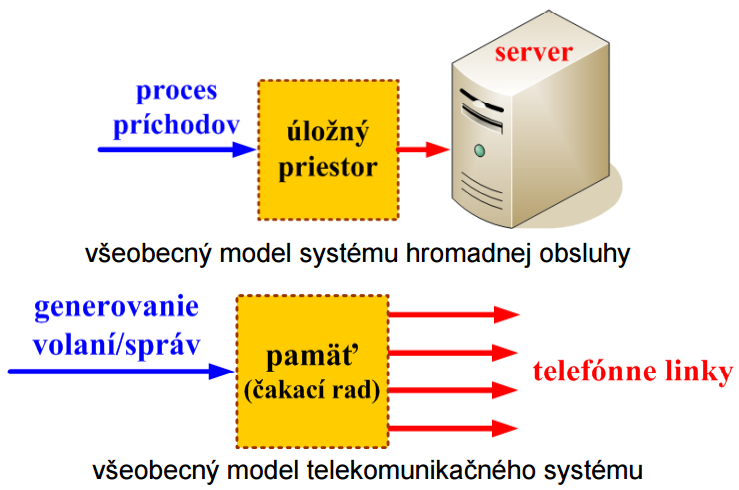 server
proces
príchodov
úložný
priestor
všeobecný model systému hromadnej obsluhy
generovanie
volaní/správ
pamäť
(čakací rad)
telefónne linky
všeobecný model telekomunikačného systému